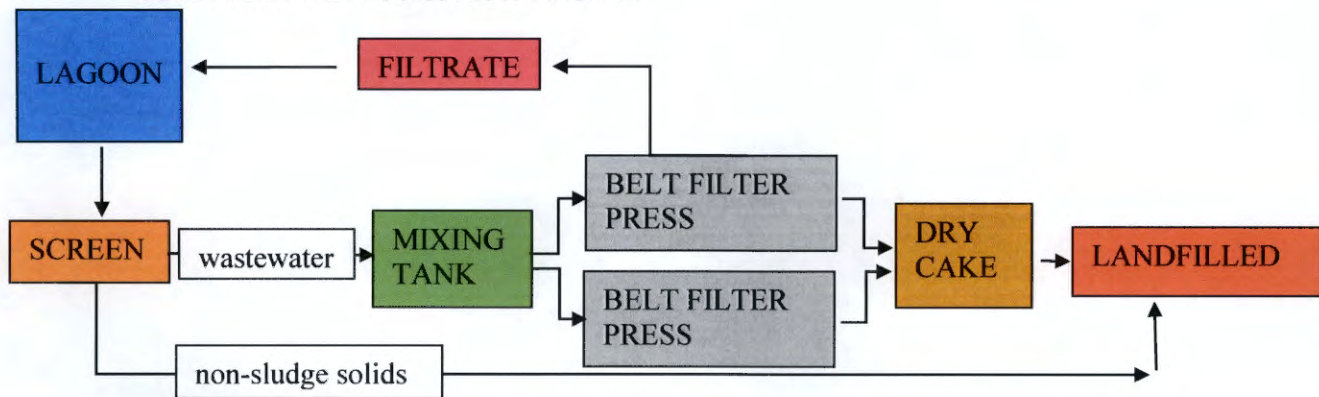 LAGOON
FILTRATE
BELT FILTER
PRESS
SCREEN
wastewater
MIXING
TANK
DRY
CAKE
LANDFILLED
BELT FILTER
PRESS
non-sludge solids